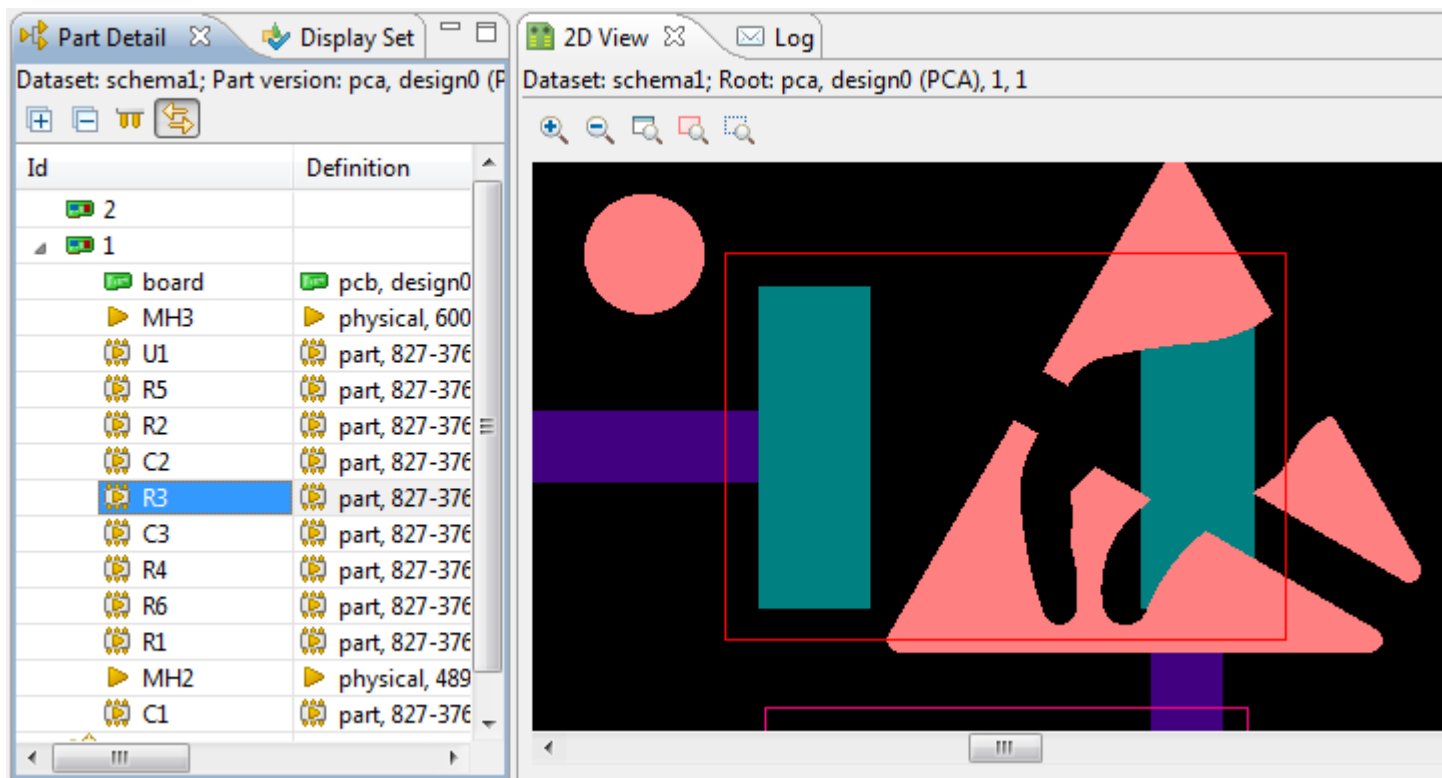 Part Detail Display Set
Dataset: schema1; Part version: pca, design0 (P
Id Definition
2
1
board pcb, design0
MH3 physical, 600
U1 part, 827-376
R5 part, 827-376
R2 part, 827-376
C2 part, 827-376
R3 part, 827-376
C3 part, 827-376
R4 part, 827-376
R6 part, 827-376
R1 part, 827-376
MH2 physical, 489
C1 part, 827-376
2D View Log
Dataset: schema1; Root: pca, design0 (PCA), 1, 1